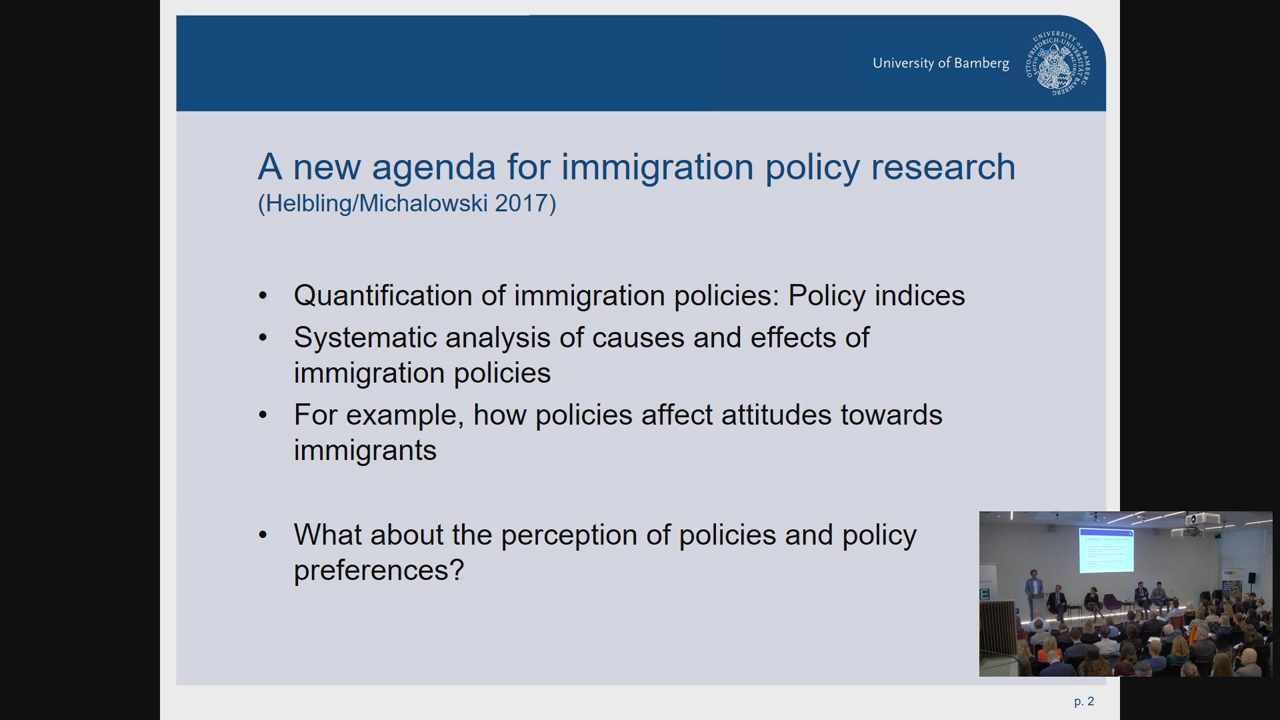 University of Bamberg
A new agenda for immigration policy research
(Helbling/Michalowski 2017)
• Quantification of immigration policies: Policy indices
• Systematic analysis of causes and effects of
immigration policies
• For example, how policies affect attitudes towards
immigrants
• What about the perception of policies and policy
preferences?
p. 2